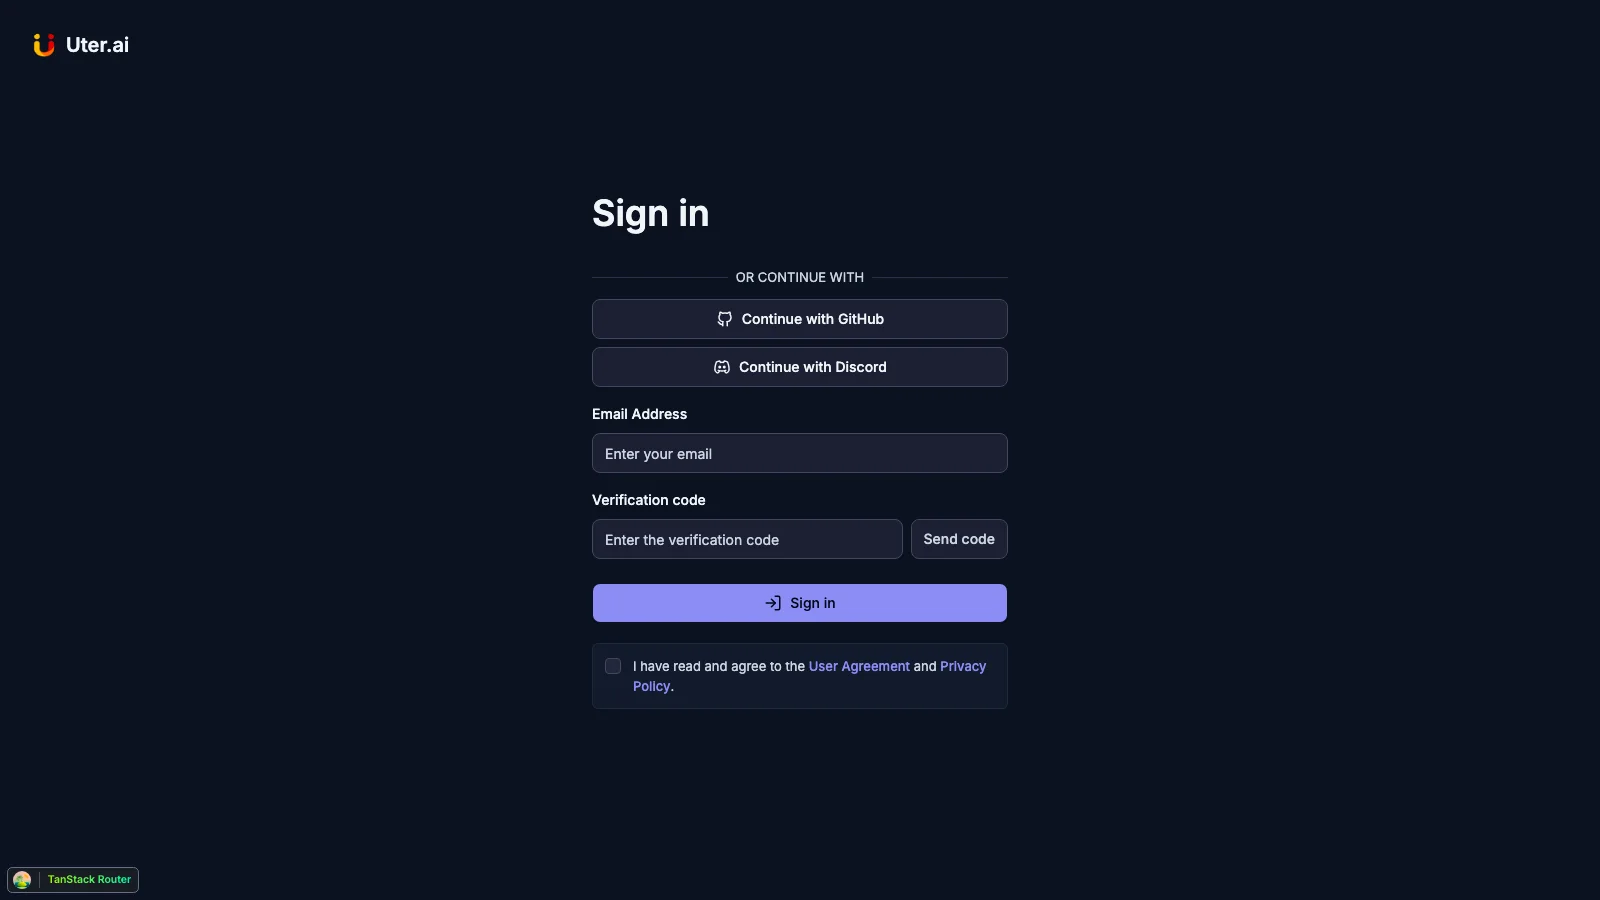 Uter.ai
Sign in
OR CONTINUE WITH
Continue with GitHub
Continue with Discord
Email Address
Enter your email
Verification code
Enter the verification code
Send code
Sign in
I have read and agree to the User Agreement and Privacy
Policy.
TanStack Router